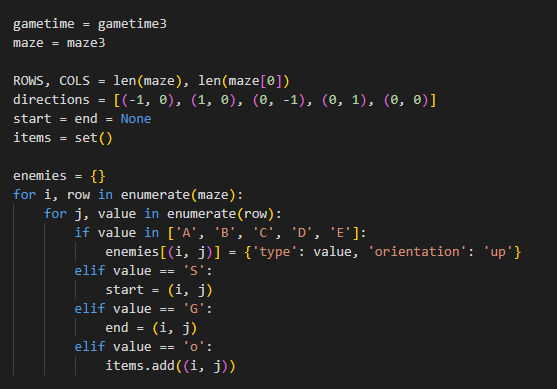 gametime = gametime3
maze = maze3
ROWS, COLS = len(maze), len(maze[0])
directions = [(-1, 0), (1, 0), (0, -1), (0, 1), (0, 0)]
start = end = None
items = set()
enemies = {}
for i, row in enumerate(maze):
    for j, value in enumerate(row):
        if value in ['A', 'B', 'C', 'D', 'E']:
            enemies[(i, j)] = {'type': value, 'orientation': 'up'}
        elif value == 'S':
            start = (i, j)
        elif value == 'G':
            end = (i, j)
        elif value == 'o':
            items.add((i, j))